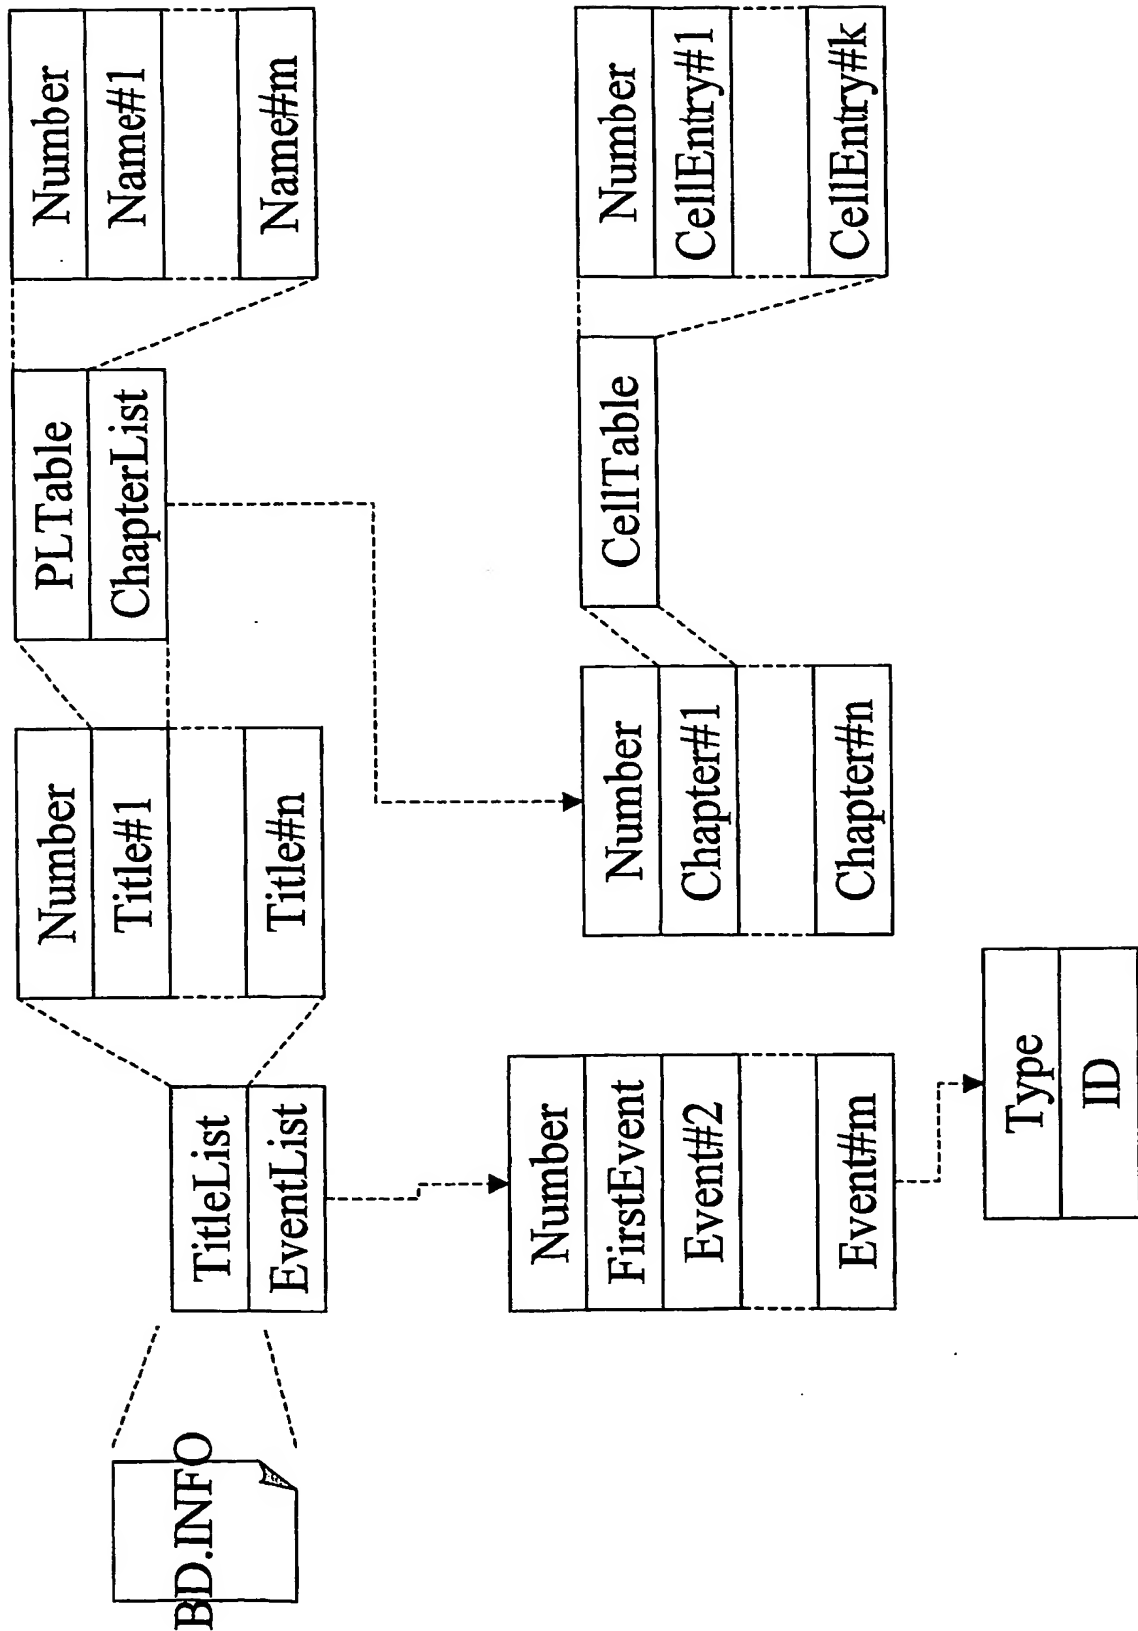 BD.INFO
TitleList
EventList
Number
Title#1
Title#n
PLTable
ChapterList
Number
Name#1
Name#m
Number
FirstEvent
Event#2
Event#m
Type
ID
Number
Chapter#1
Chapter#n
CellTable
Number
CellEntry#1
CellEntry#k